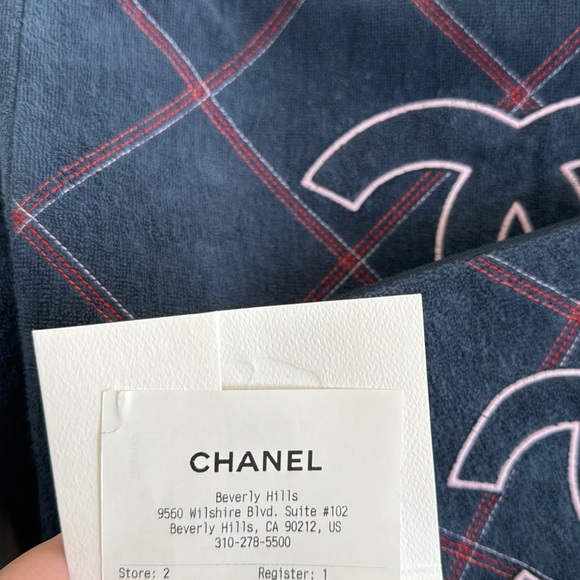 CHANEL
Beverly Hills
9560 Wilshire Blvd. Suite #102
Beverly Hills, CA 90212, US
310-278-5500
Store: 2 Register: 1